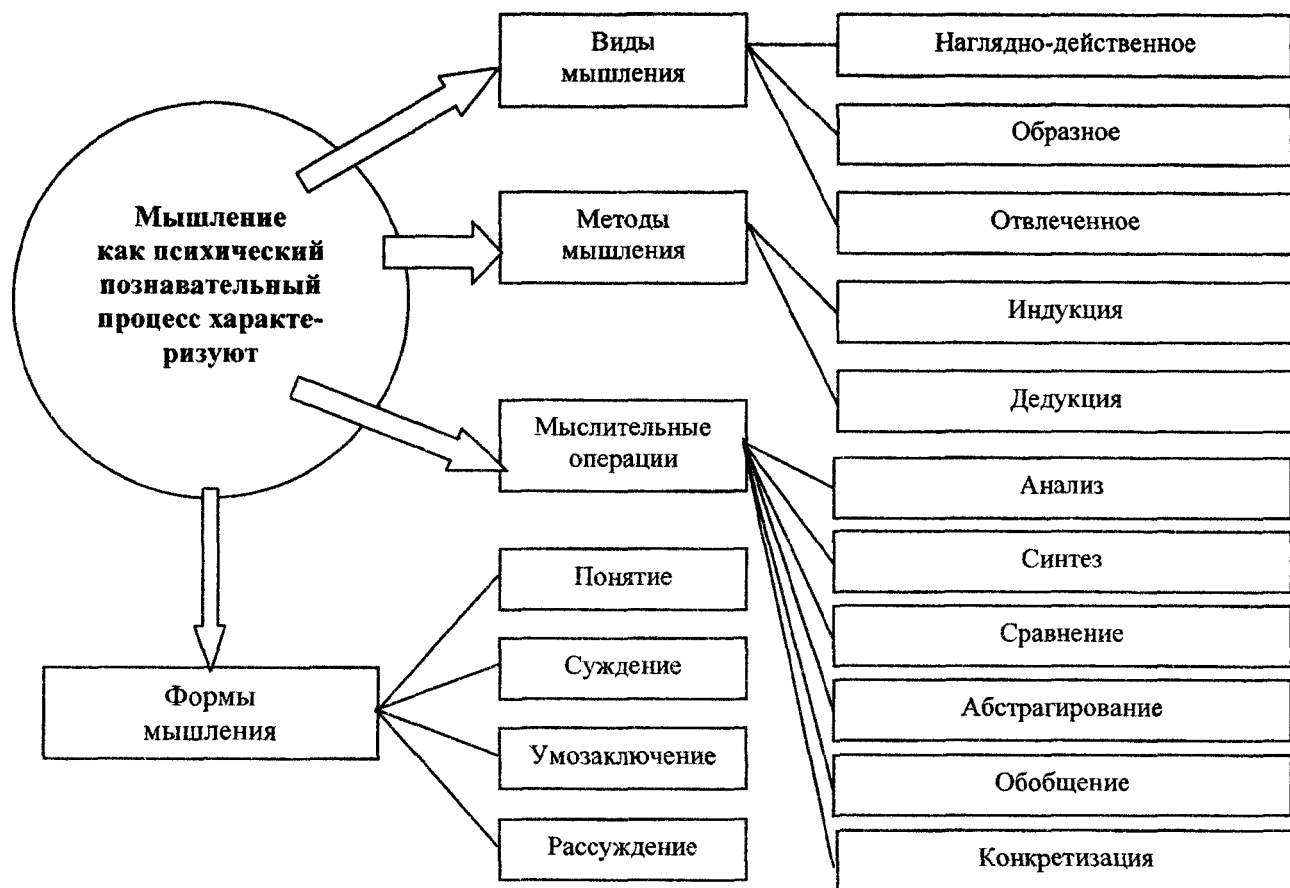 Мышление
как психический
познавательный
процесс характе-
ризуют
Виды
мышления
Наглядно-действенное
Образное
Отвлеченное
Методы
мышления
Индукция
Дедукция
Мыслительные
операции
Анализ
Синтез
Сравнение
Абстрагирование
Обобщение
Конкретизация
Формы
мышления
Понятие
Суждение
Умозаключение
Рассуждение